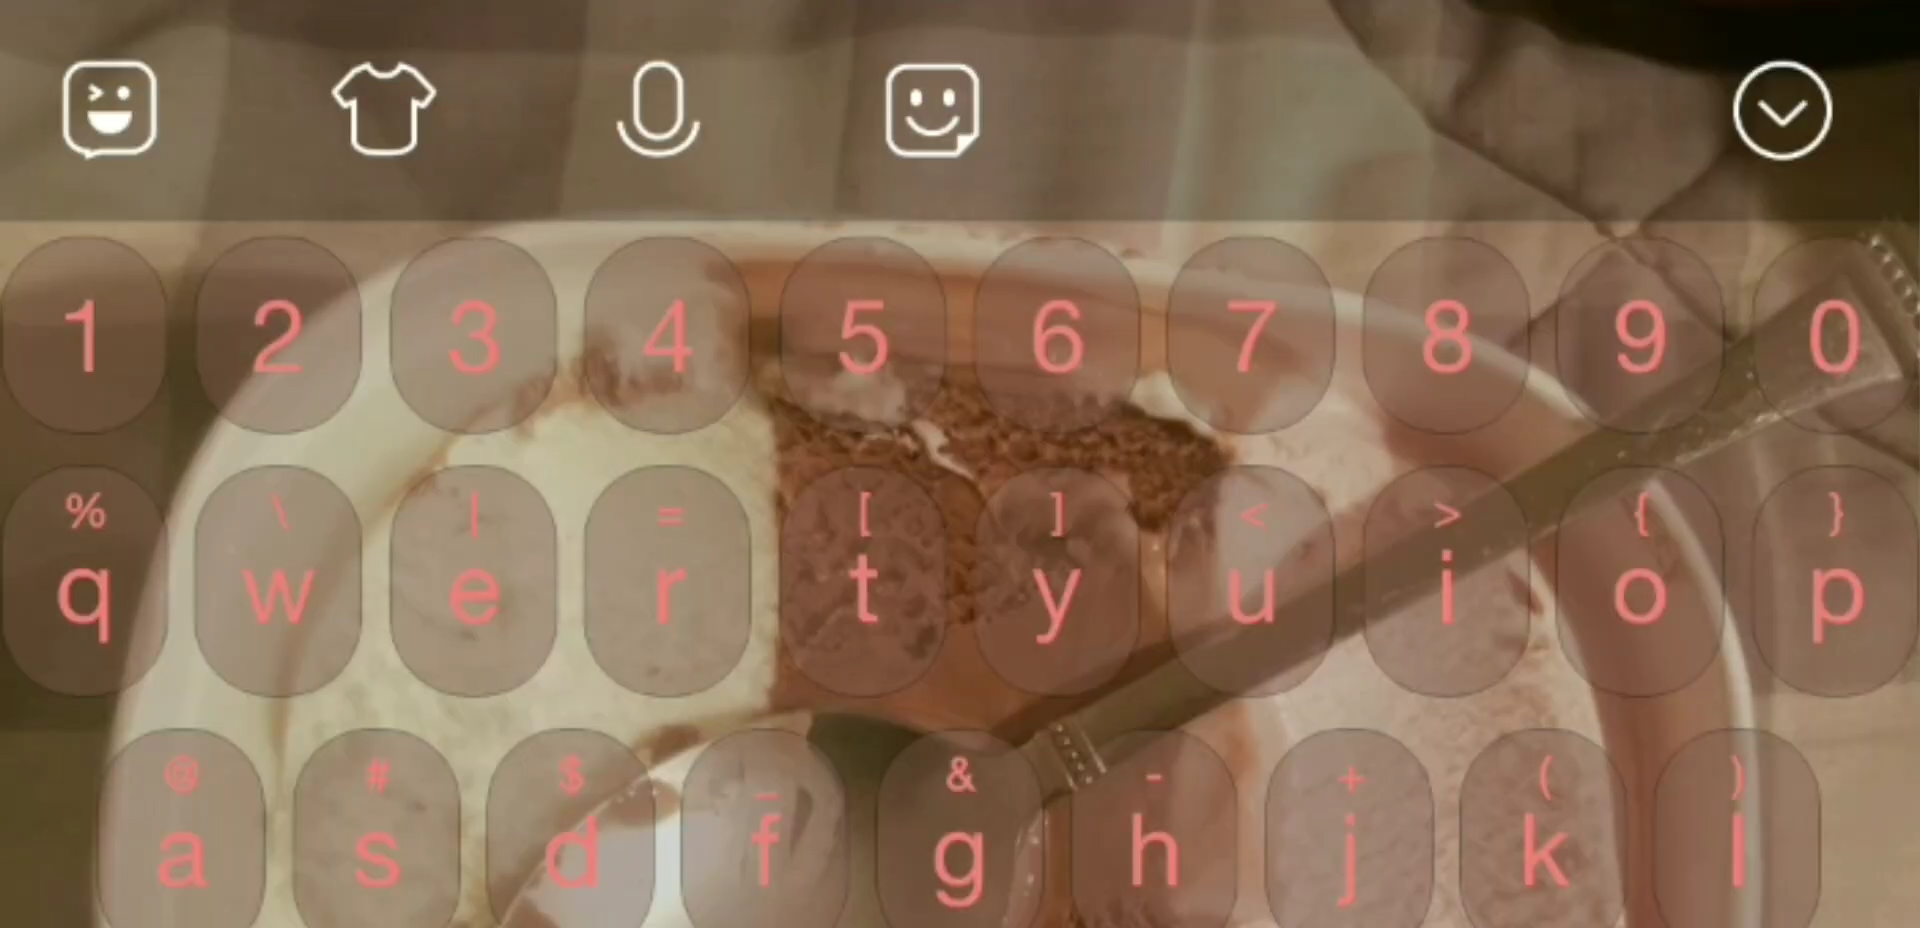 1 2 3 4 5 6 7 8 9 0
% \ | = [ ] < > { }
q w e r t y u i o p
@ # $ _ & - + ( )
a s d f g h j k l